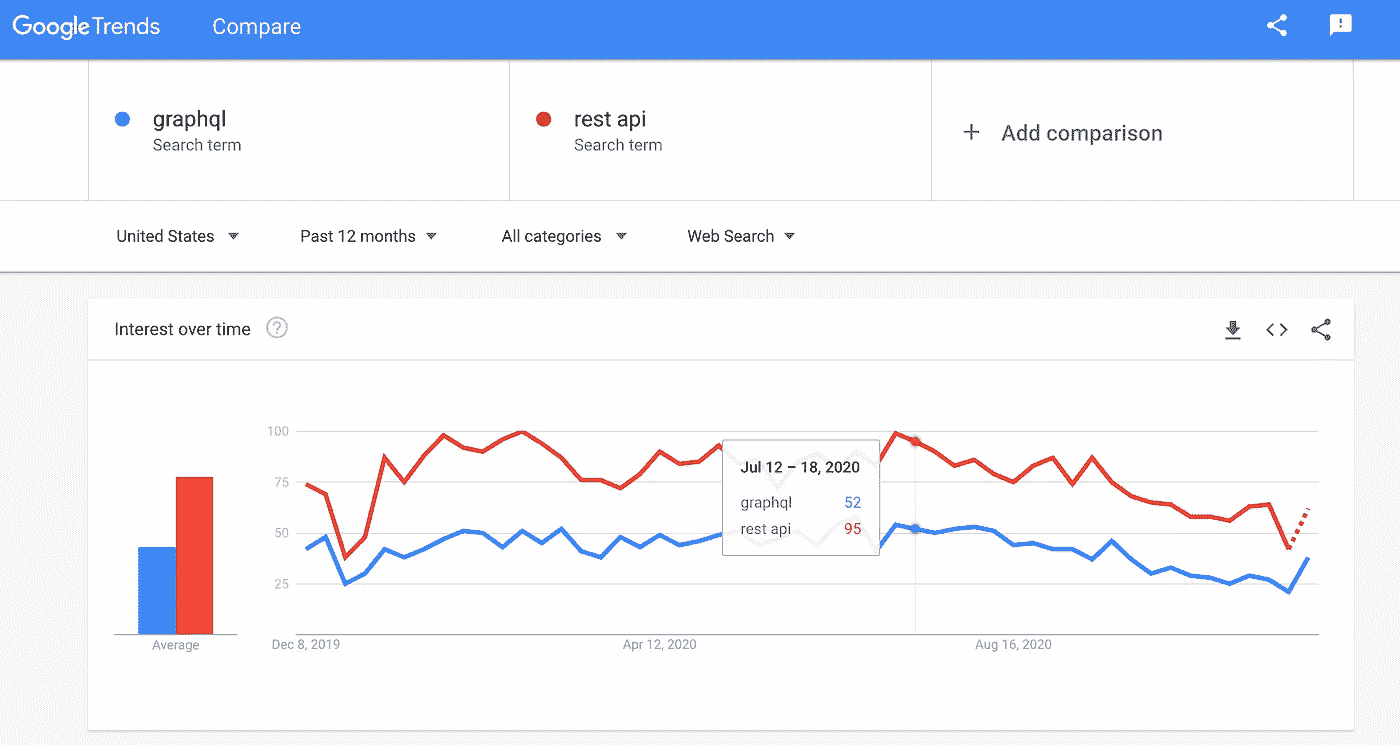 Google Trends Compare
graphql
Search term
rest api
Search term
+ Add comparison
United States Past 12 months All categories Web Search
Interest over time ?
100
75
50
25
Jul 12 – 18, 2020
graphql 52
rest api 95
Average
Dec 8, 2019 Apr 12, 2020 Aug 16, 2020